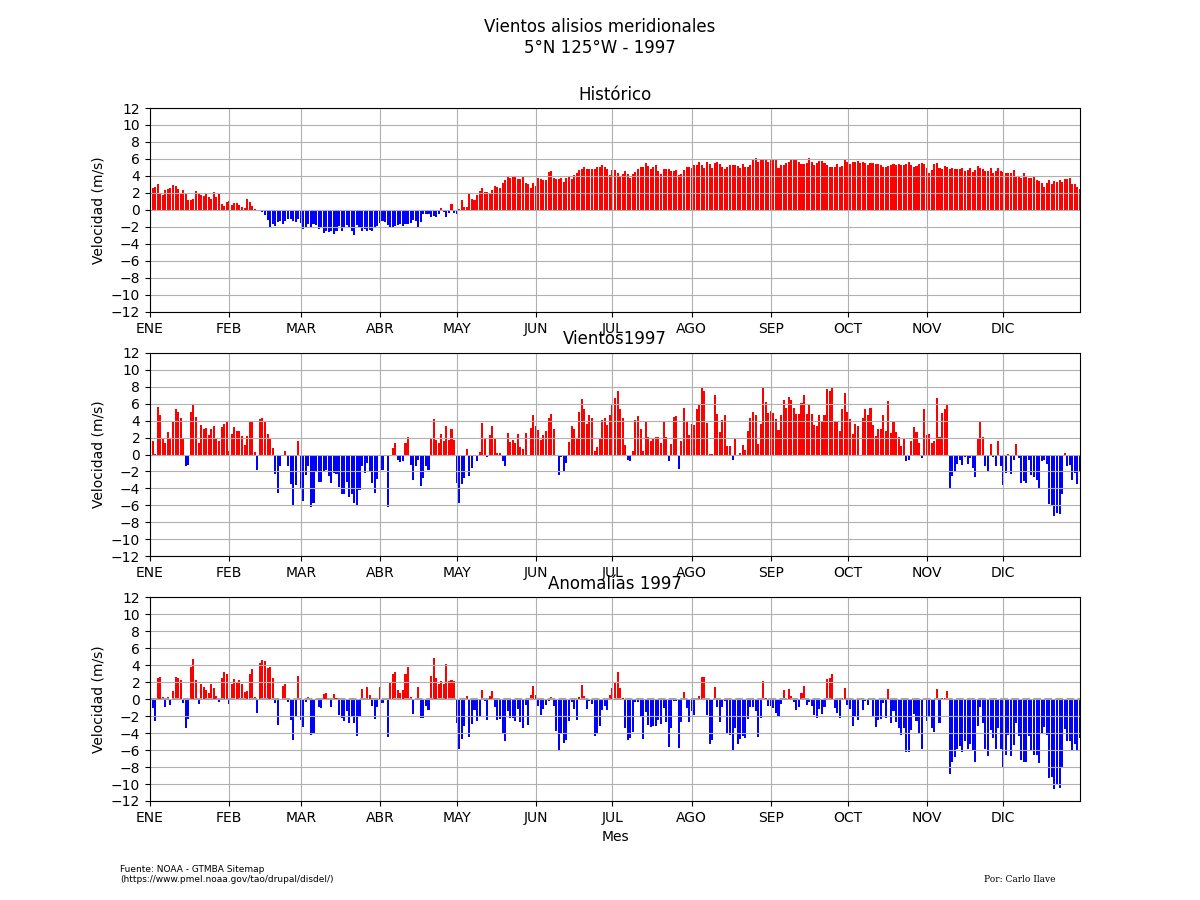 Vientos alisios meridionales
5°N 125°W - 1997
Histórico
Velocidad (m/s)
12
10
8
6
4
2
0
−2
−4
−6
−8
−10
−12
ENE FEB MAR ABR MAY JUN JUL AGO SEP OCT NOV DIC
Vientos1997
Velocidad (m/s)
12
10
8
6
4
2
0
−2
−4
−6
−8
−10
−12
ENE FEB MAR ABR MAY JUN JUL AGO SEP OCT NOV DIC
Anomalías 1997
Velocidad (m/s)
12
10
8
6
4
2
0
−2
−4
−6
−8
−10
−12
ENE FEB MAR ABR MAY JUN JUL AGO SEP OCT NOV DIC
Mes
Fuente: NOAA - GTMBA Sitemap
(https://www.pmel.noaa.gov/tao/drupal/disdel/)
Por: Carlo Ilave